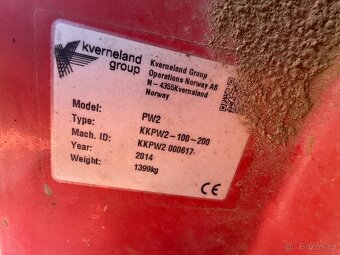 kverneland
group
Kverneland Group
Operations Norway AS
N-4355Kverneland
Norway
Model: PW2
Type: KKPW2-100-200
Mach. ID: KKPW2 000617
Year: 2014
Weight: 1399kg
CE